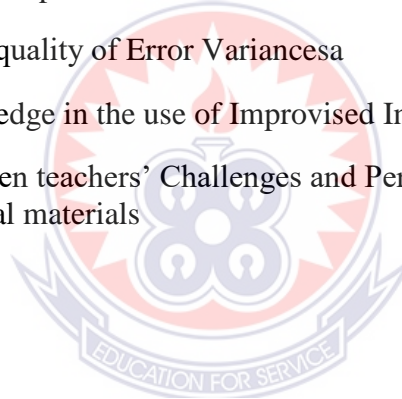 quality of Error Variancesa
edge in the use of Improvised In
en teachers' Challenges and Per
al materials
EDUCATION FOR SERVICE